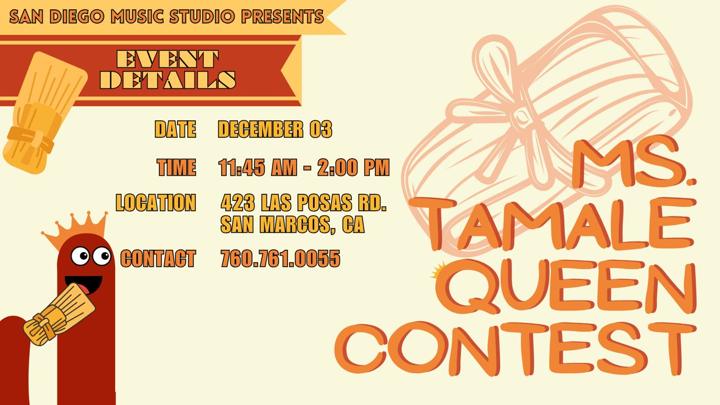 SAN DIEGO MUSIC STUDIO PRESENTS
EVENT
DETAILS
DATE DECEMBER 03
TIME 11:45 AM - 2:00 PM
LOCATION 423 LAS POSAS RD.
SAN MARCOS, CA
CONTACT 760.761.0055
MS.
TAMALE
QUEEN
CONTEST